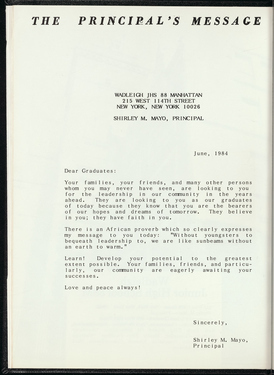 THE PRINCIPAL'S MESSAGE
WADLEIGH JHS 88 MANHATTAN
215 WEST 114TH STREET
NEW YORK, NEW YORK 10026
SHIRLEY M. MAYO, PRINCIPAL
June, 1984
Dear Graduates:
Your families, your friends, and many other persons
whom you may never have seen, are looking to you
for the leadership in our community in the years
ahead. They are looking to you as our graduates
of today because they know that you are the bearers
of our hopes and dreams of tomorrow. They believe
in you; they have faith in you.
There is an African proverb which so clearly expresses
my message to you today: "Without youngsters to
bequeath leadership to, we are like sunbeams without
an earth to warm."
Learn! Develop your potential to the greatest
extent possible. Your families, friends, and particu-
larly, our community are eagerly awaiting your
successes.
Love and peace always!
Sincerely,
Shirley M. Mayo,
Principal